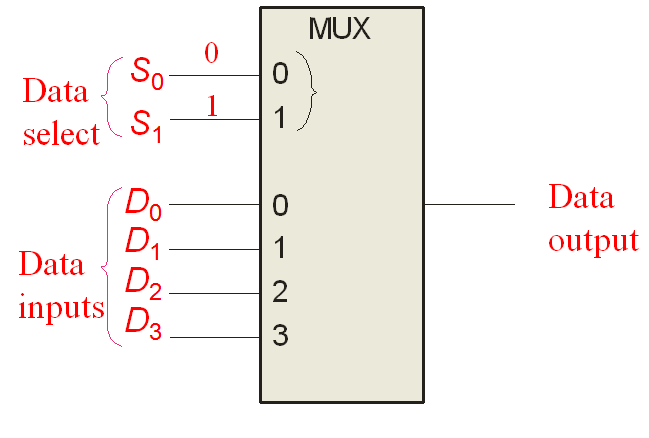 MUX
0
S0
0
Data
select
1
S1
1
D0
0
D1
1
Data
inputs
D2
2
D3
3
Data
output